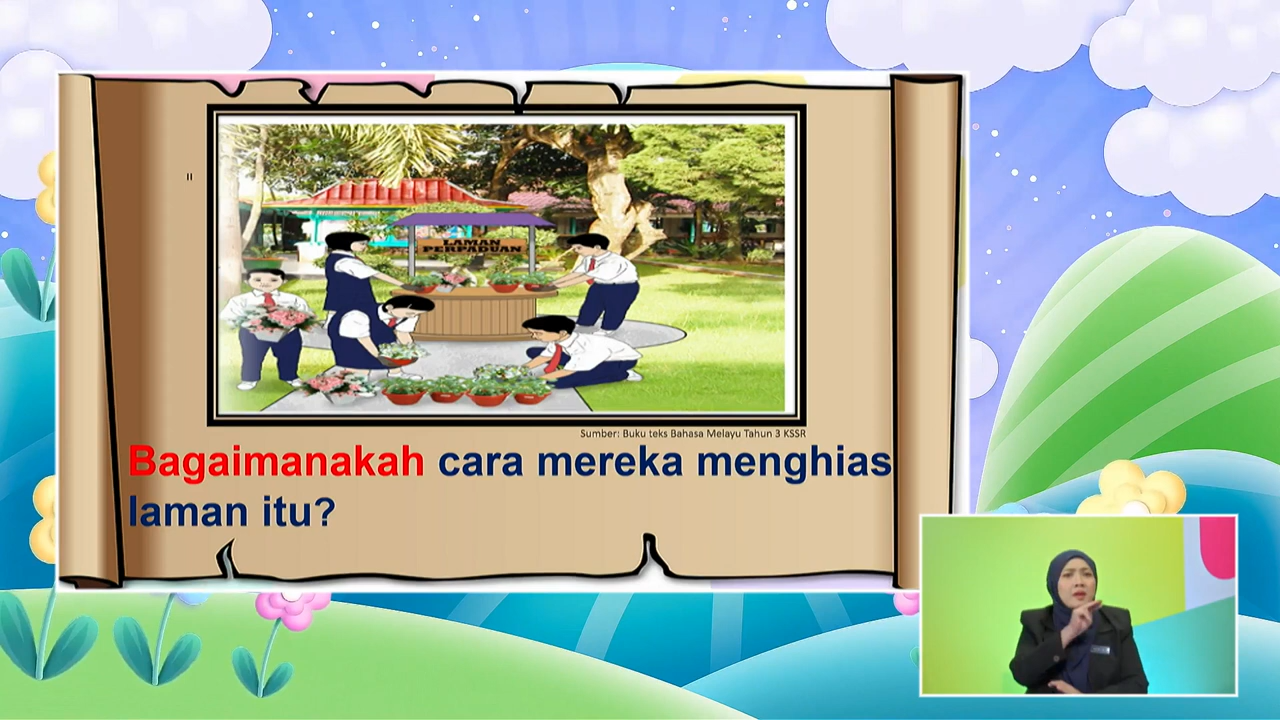 LAMAN
PERPADUAN
Sumber: Buku teks Bahasa Melayu Tahun 3 KSSR
Bagaimanakah cara mereka menghias
laman itu?